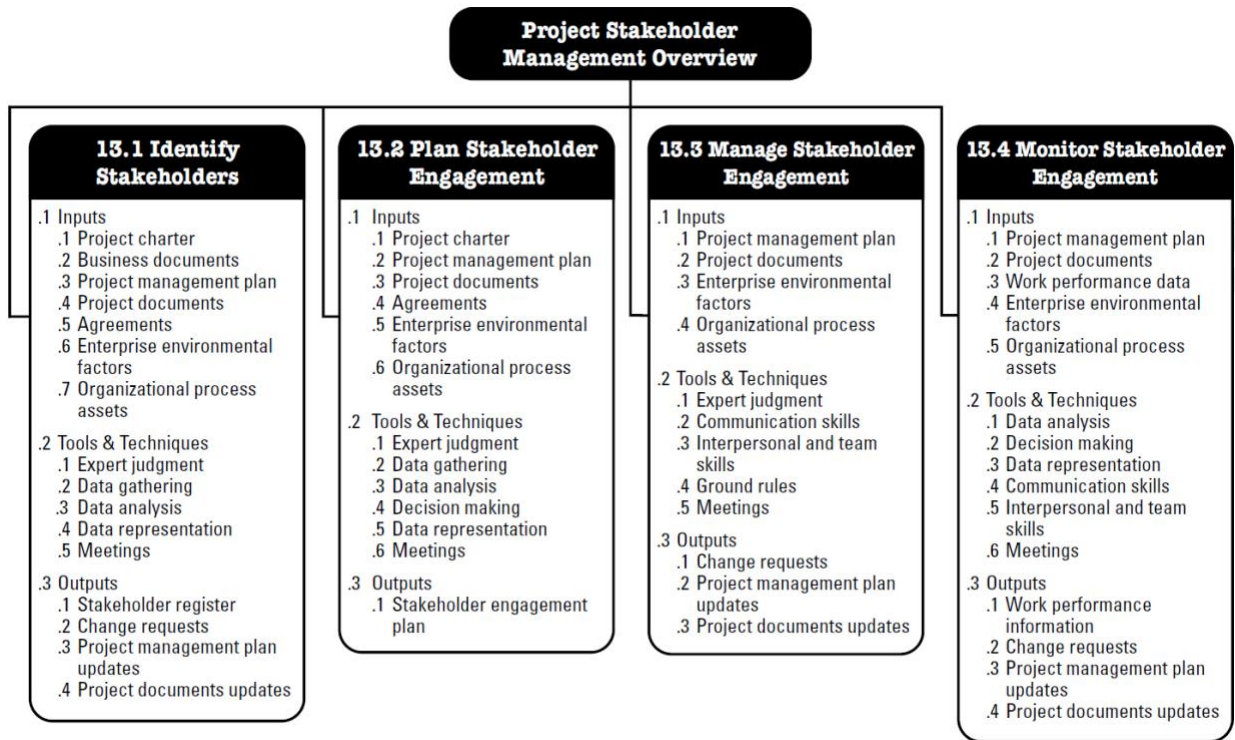 Project Stakeholder
Management Overview
13.1 Identify
Stakeholders
.1 Inputs
.1 Project charter
.2 Business documents
.3 Project management plan
.4 Project documents
.5 Agreements
.6 Enterprise environmental
factors
.7 Organizational process
assets
.2 Tools & Techniques
.1 Expert judgment
.2 Data gathering
.3 Data analysis
.4 Data representation
.5 Meetings
.3 Outputs
.1 Stakeholder register
.2 Change requests
.3 Project management plan
updates
.4 Project documents updates
13.2 Plan Stakeholder
Engagement
.1 Inputs
.1 Project charter
.2 Project management plan
.3 Project documents
.4 Agreements
.5 Enterprise environmental
factors
.6 Organizational process
assets
.2 Tools & Techniques
.1 Expert judgment
.2 Data gathering
.3 Data analysis
.4 Decision making
.5 Data representation
.6 Meetings
.3 Outputs
.1 Stakeholder engagement
plan
13.3 Manage Stakeholder
Engagement
.1 Inputs
.1 Project management plan
.2 Project documents
.3 Enterprise environmental
factors
.4 Organizational process
assets
.2 Tools & Techniques
.1 Expert judgment
.2 Communication skills
.3 Interpersonal and team
skills
.4 Ground rules
.5 Meetings
.3 Outputs
.1 Change requests
.2 Project management plan
updates
.3 Project documents updates
13.4 Monitor Stakeholder
Engagement
.1 Inputs
.1 Project management plan
.2 Project documents
.3 Work performance data
.4 Enterprise environmental
factors
.5 Organizational process
assets
.2 Tools & Techniques
.1 Data analysis
.2 Decision making
.3 Data representation
.4 Communication skills
.5 Interpersonal and team
skills
.6 Meetings
.3 Outputs
.1 Work performance
information
.2 Change requests
.3 Project management plan
updates
.4 Project documents updates